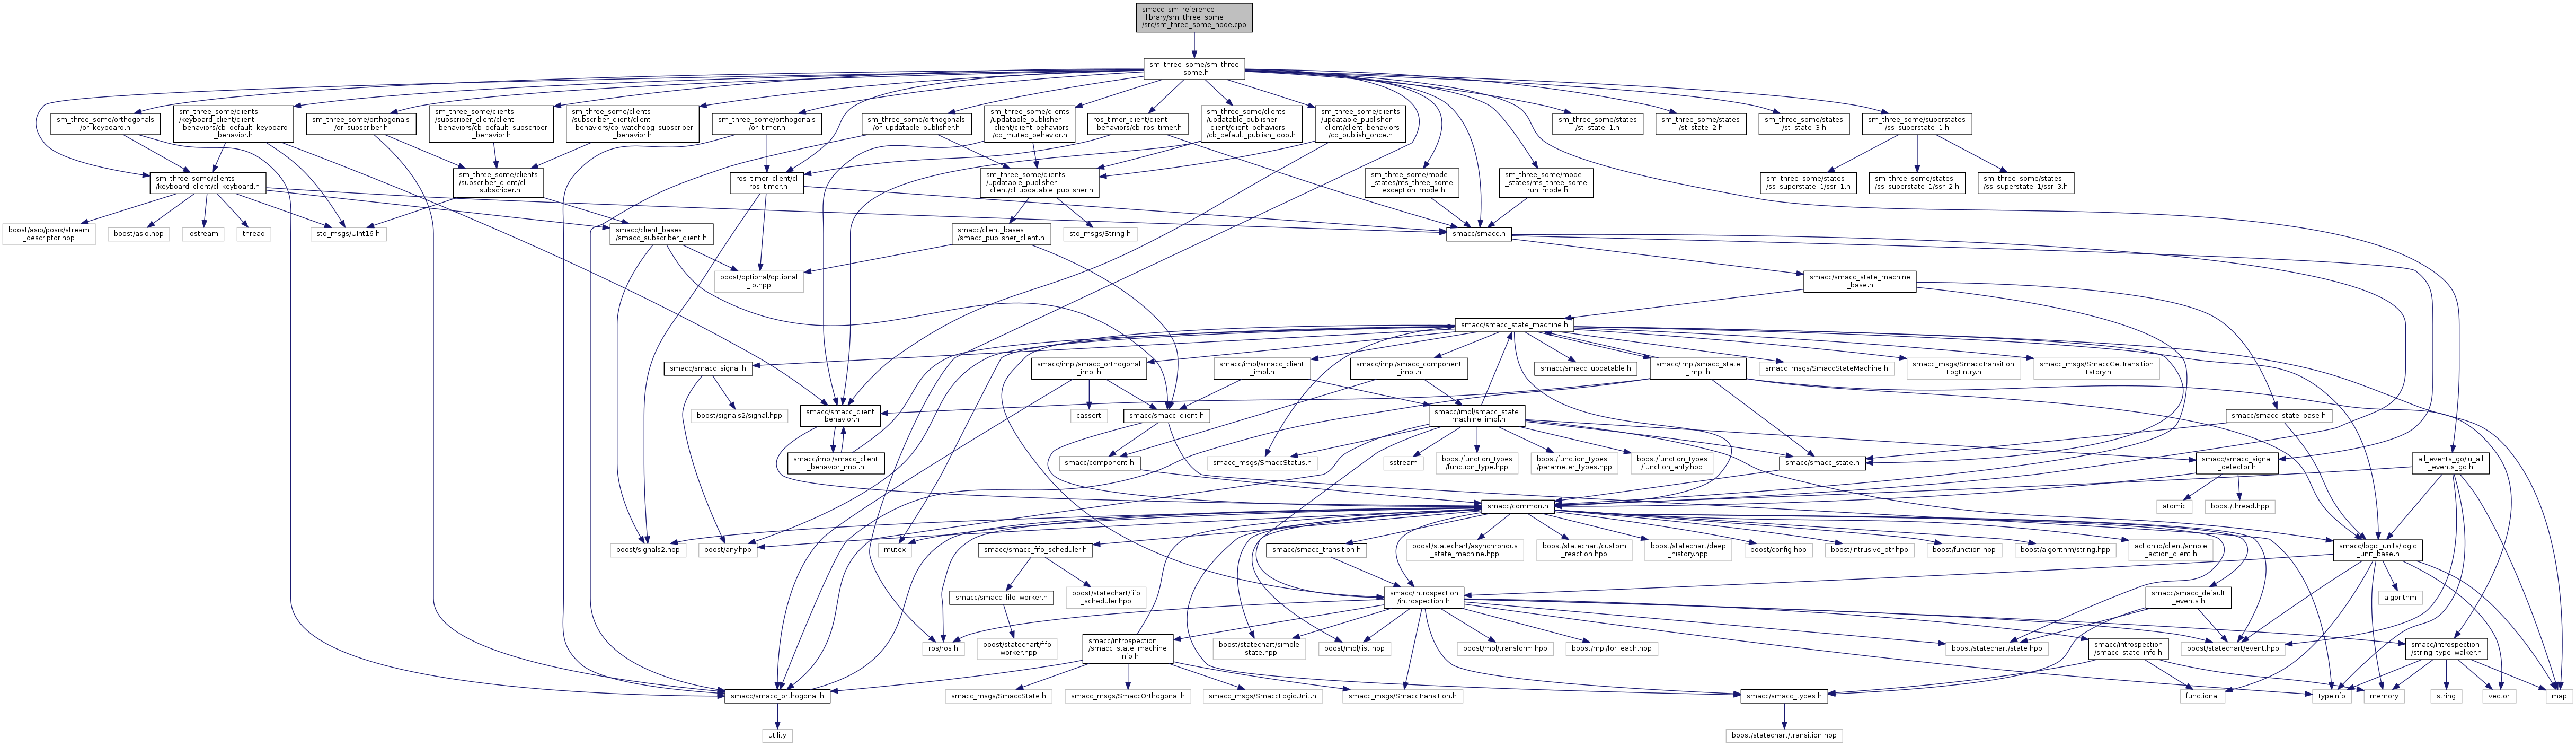 smacc_sm_reference
_library/sm_three_some
/src/sm_three_some_node.cpp
sm_three_some/sm_three
_some.h
sm_three_some/orthogonals
/or_keyboard.h
sm_three_some/clients
/keyboard_client/client
_behaviors/cb_default_keyboard
_behavior.h
sm_three_some/orthogonals
/or_subscriber.h
sm_three_some/clients
/subscriber_client/client
_behaviors/cb_default_subscriber
_behavior.h
sm_three_some/clients
/subscriber_client/client
_behaviors/cb_watchdog_subscriber
_behavior.h
sm_three_some/orthogonals
/or_timer.h
sm_three_some/orthogonals
/or_updatable_publisher.h
sm_three_some/clients
/updatable_publisher
_client/client_behaviors
/cb_muted_behavior.h
ros_timer_client/client
_behaviors/cb_ros_timer.h
sm_three_some/clients
/updatable_publisher
_client/client_behaviors
/cb_default_publish_loop.h
sm_three_some/clients
/updatable_publisher
_client/client_behaviors
/cb_publish_once.h
sm_three_some/states
/st_state_1.h
sm_three_some/states
/st_state_2.h
sm_three_some/states
/st_state_3.h
sm_three_some/superstates
/ss_superstate_1.h
sm_three_some/clients
/keyboard_client/cl_keyboard.h
sm_three_some/clients
/subscriber_client/cl
_subscriber.h
ros_timer_client/cl
_ros_timer.h
sm_three_some/clients
/updatable_publisher
_client/cl_updatable_publisher.h
sm_three_some/mode
_states/ms_three_some
_exception_mode.h
sm_three_some/mode
_states/ms_three_some
_run_mode.h
sm_three_some/states
/ss_superstate_1/ssr_1.h
sm_three_some/states
/ss_superstate_1/ssr_2.h
sm_three_some/states
/ss_superstate_1/ssr_3.h
boost/asio/posix/stream
_descriptor.hpp
boost/asio.hpp
iostream
thread
std_msgs/UInt16.h
smacc/client_bases
/smacc_subscriber_client.h
smacc/client_bases
/smacc_publisher_client.h
std_msgs/String.h
smacc/smacc.h
boost/optional/optional
_io.hpp
smacc/smacc_state_machine
_base.h
smacc/smacc_state_machine.h
smacc/smacc_signal.h
smacc/impl/smacc_orthogonal
_impl.h
smacc/impl/smacc_client
_impl.h
smacc/impl/smacc_component
_impl.h
smacc/smacc_updatable.h
smacc/impl/smacc_state
_impl.h
smacc_msgs/SmaccStateMachine.h
smacc_msgs/SmaccTransition
LogEntry.h
smacc_msgs/SmaccGetTransition
History.h
boost/signals2/signal.hpp
smacc/smacc_client
_behavior.h
cassert
smacc/smacc_client.h
smacc/impl/smacc_state
_machine_impl.h
smacc/smacc_state_base.h
smacc/impl/smacc_client
_behavior_impl.h
smacc/component.h
smacc_msgs/SmaccStatus.h
sstream
boost/function_types
/function_type.hpp
boost/function_types
/parameter_types.hpp
boost/function_types
/function_arity.hpp
smacc/smacc_state.h
smacc/smacc_signal
_detector.h
all_events_go/lu_all
_events_go.h
smacc/common.h
atomic
boost/thread.hpp
boost/signals2.hpp
boost/any.hpp
mutex
smacc/smacc_fifo_scheduler.h
smacc/smacc_transition.h
boost/statechart/asynchronous
_state_machine.hpp
boost/statechart/custom
_reaction.hpp
boost/statechart/deep
_history.hpp
boost/config.hpp
boost/intrusive_ptr.hpp
boost/function.hpp
boost/algorithm/string.hpp
actionlib/client/simple
_action_client.h
smacc/logic_units/logic
_unit_base.h
smacc/smacc_fifo_worker.h
boost/statechart/fifo
_scheduler.hpp
smacc/introspection
/introspection.h
smacc/smacc_default
_events.h
algorithm
ros/ros.h
boost/statechart/fifo
_worker.hpp
smacc/introspection
/smacc_state_machine
_info.h
boost/statechart/simple
_state.hpp
boost/mpl/list.hpp
boost/mpl/transform.hpp
boost/mpl/for_each.hpp
boost/statechart/state.hpp
smacc/introspection
/smacc_state_info.h
boost/statechart/event.hpp
smacc/introspection
/string_type_walker.h
smacc/smacc_orthogonal.h
smacc_msgs/SmaccState.h
smacc_msgs/SmaccOrthogonal.h
smacc_msgs/SmaccLogicUnit.h
smacc_msgs/SmaccTransition.h
smacc/smacc_types.h
functional
typeinfo
memory
string
vector
map
utility
boost/statechart/transition.hpp